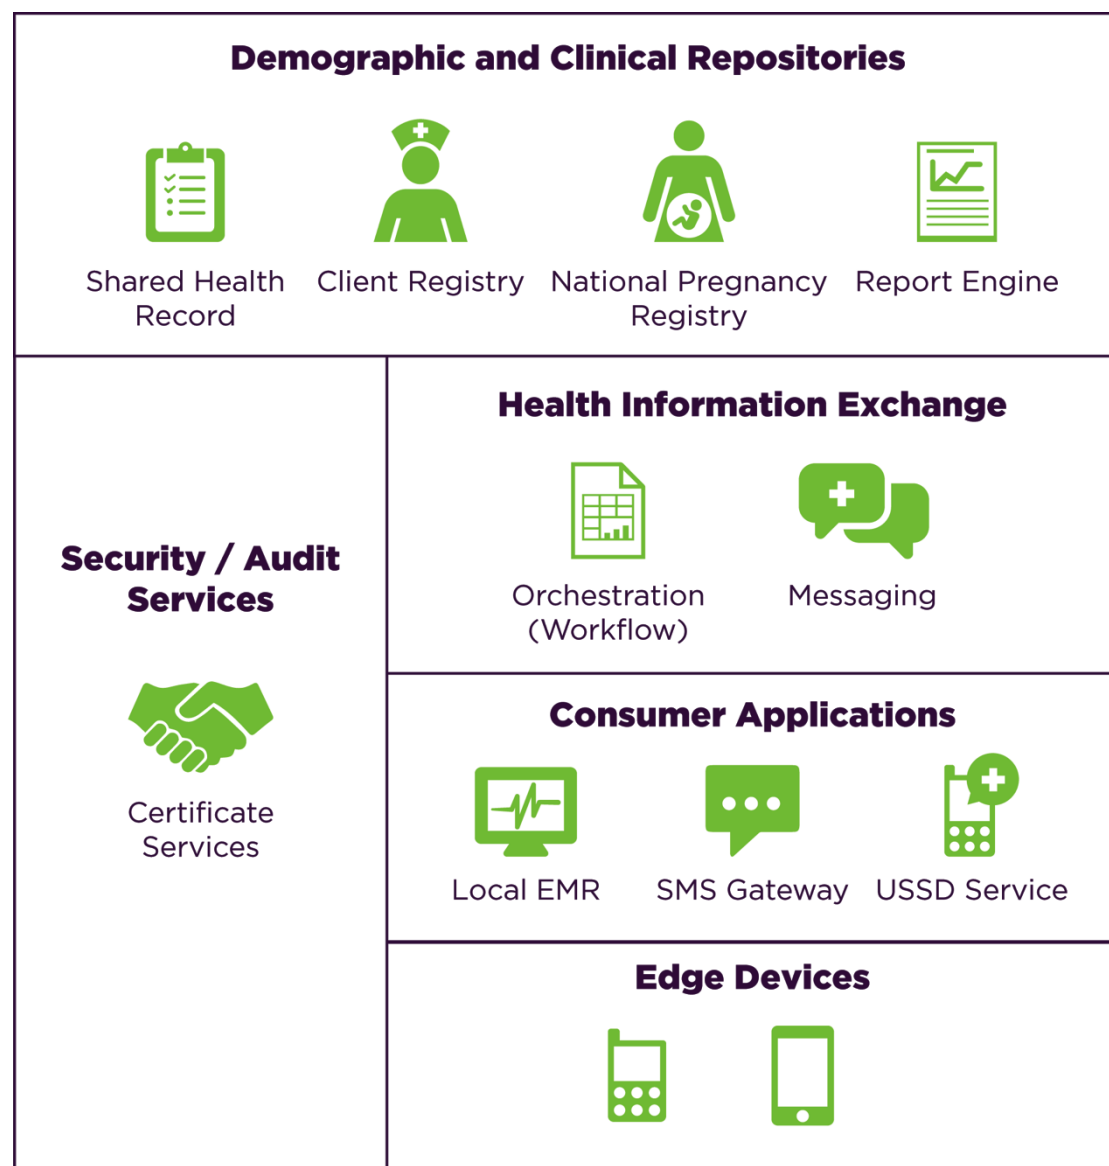 Demographic and Clinical Repositories
Shared Health
Record
Client Registry
National Pregnancy
Registry
Report Engine
Security / Audit
Services
Certificate
Services
Health Information Exchange
Orchestration
(Workflow)
Messaging
Consumer Applications
Local EMR
SMS Gateway
USSD Service
Edge Devices